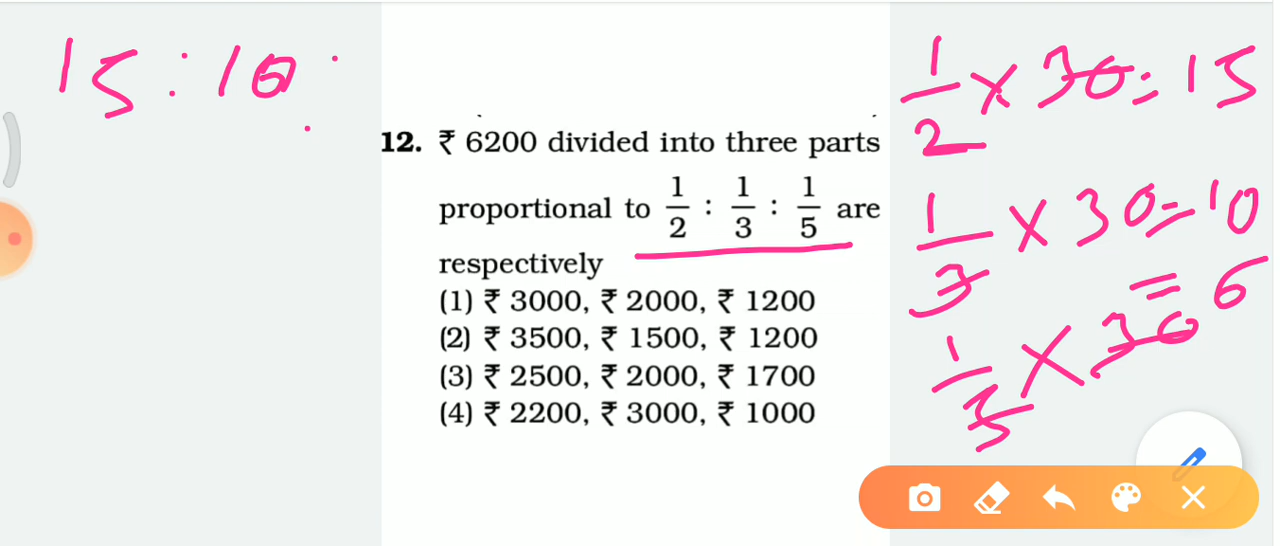 15 : 10 :
12. ₹ 6200 divided into three parts
proportional to 1/2 : 1/3 : 1/5 are
respectively
(1) ₹ 3000, ₹ 2000, ₹ 1200
(2) ₹ 3500, ₹ 1500, ₹ 1200
(3) ₹ 2500, ₹ 2000, ₹ 1700
(4) ₹ 2200, ₹ 3000, ₹ 1000
1/2 × 30 = 15
1/3 × 30 = 10
1/5 × 30 = 6